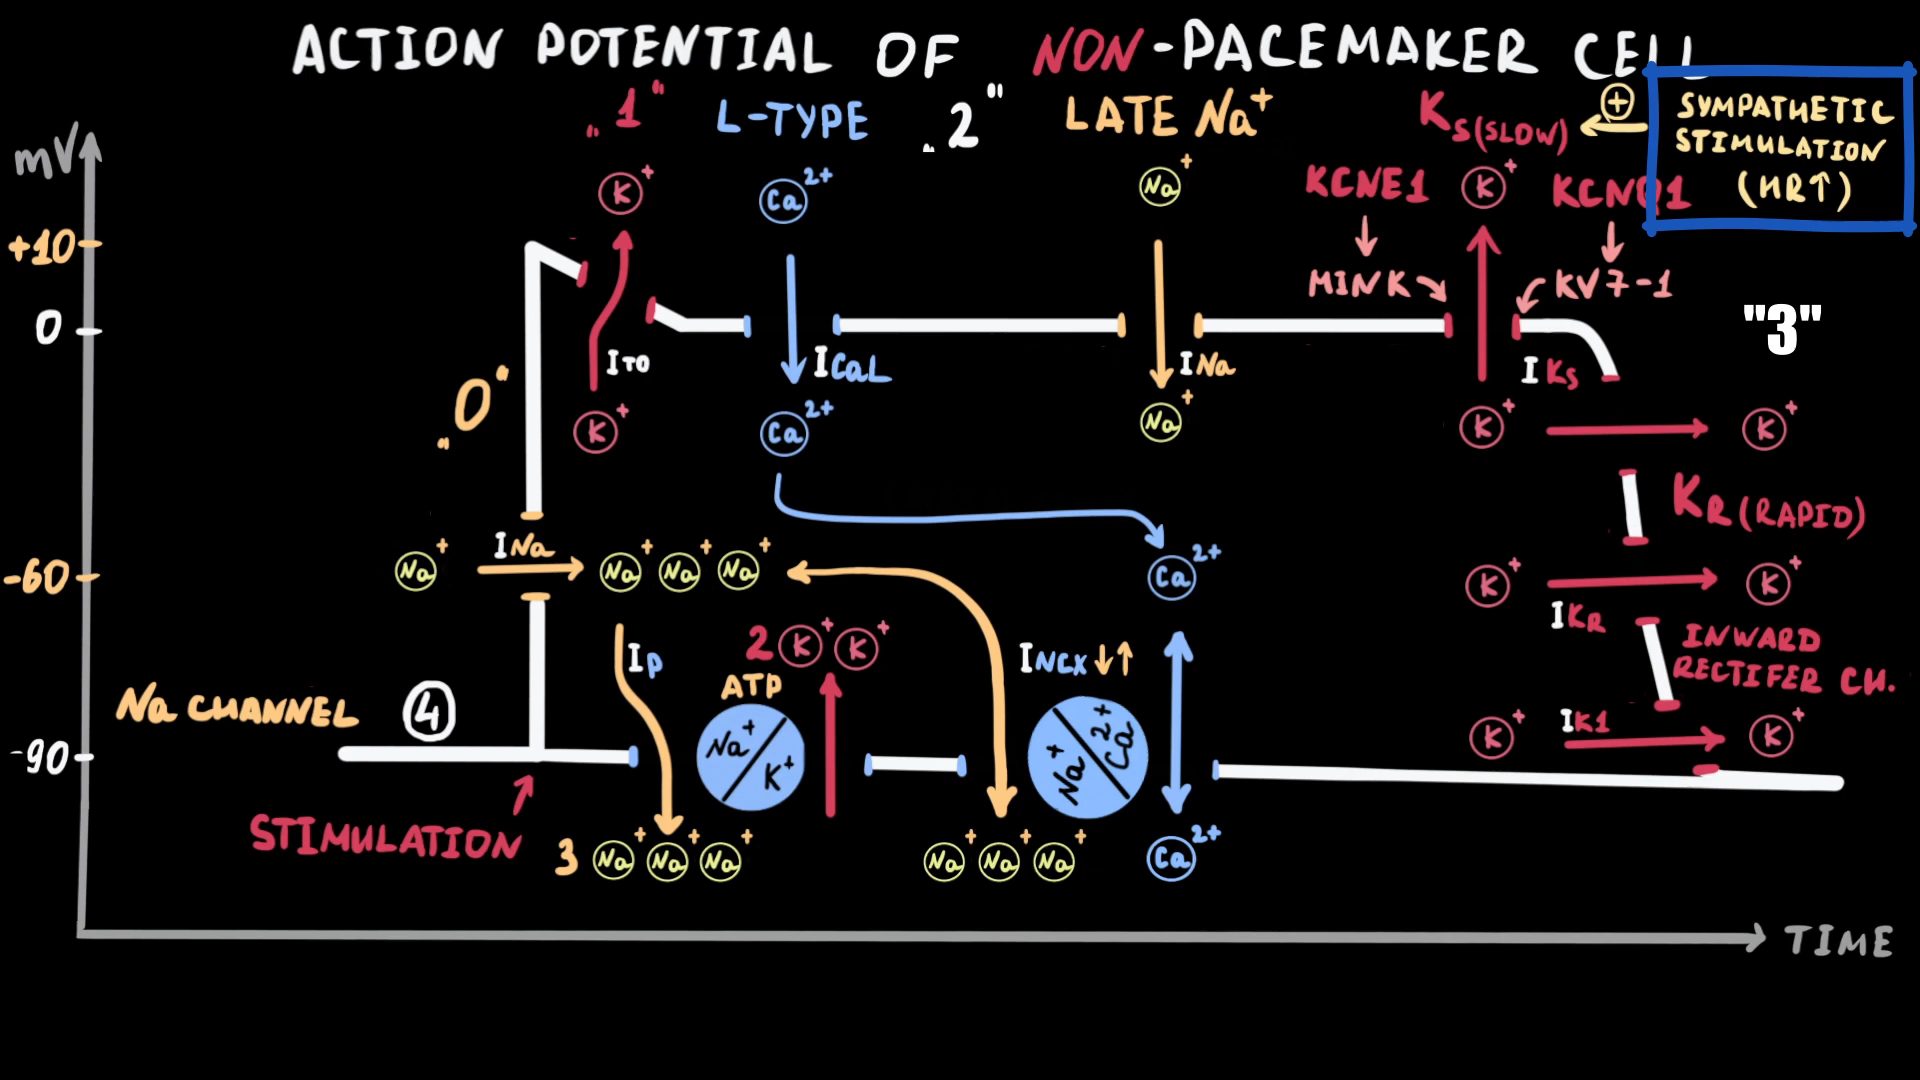 ACTION POTENTIAL OF NON-PACEMAKER CELL
mV
"1"
L-TYPE
"2"
LATE Na+
Ks(SLOW)
+
SYMPATHETIC
STIMULATION
(HR↑)
K+
Ca2+
Na+
KCNE1
K+
KCNQ1
+10
MINK
KV7-1
0
ITO
ICaL
INa
IKs
"3"
"0"
K+
Ca2+
Na+
K+
K+
KR(RAPID)
-60
Na+
INa
Na+ Na+ Na+
Ca2+
K+
K+
IKR
2 K+ K+
IP
INCX↓↑
INWARD
RECTIFER CH.
ATP
Na CHANNEL
4
Na+
K+
Na+
Ca2+
K+
IK1
K+
-90
STIMULATION
3 Na+ Na+ Na+
Na+ Na+ Na+
Ca2+
TIME